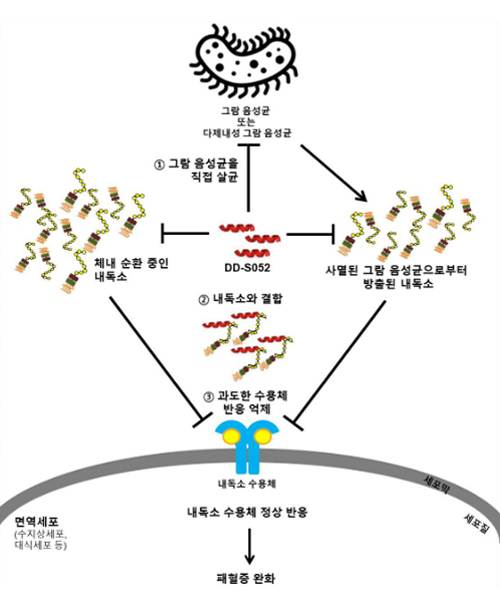 그람 음성균
또는
다제내성 그람 음성균
① 그람 음성균을
직접 살균
체내 순환 중인
내독소
DD-S052
사멸된 그람 음성균으로부터
방출된 내독소
② 내독소와 결합
③ 과도한 수용체
반응 억제
내독소 수용체
세포막
세포질
면역세포
(수지상세포,
대식세포 등)
내독소 수용체 정상 반응
패혈증 완화